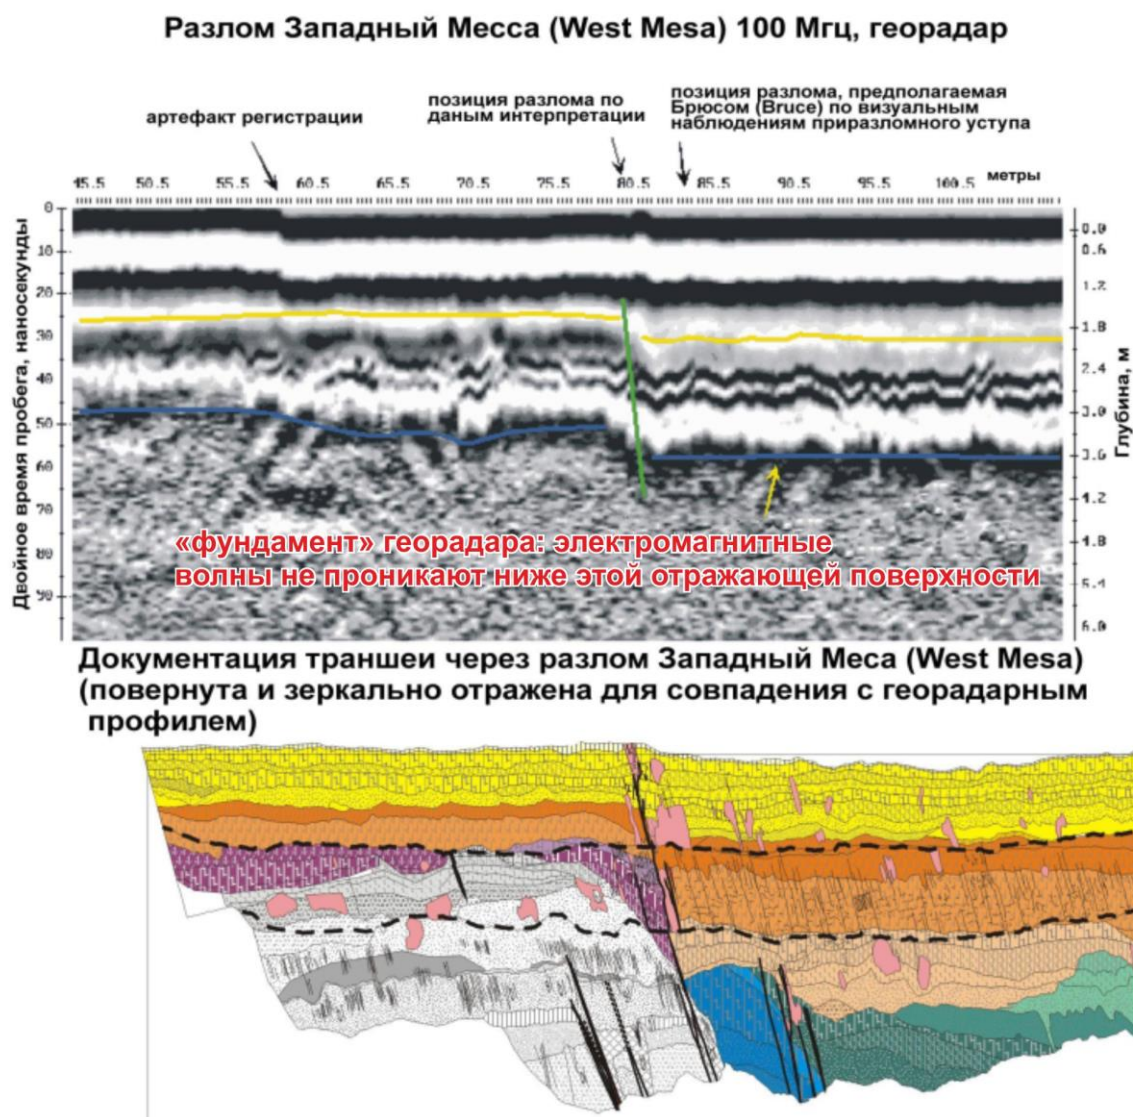 Разлом Западный Месса (West Mesa) 100 Мгц, георадар
артефакт регистрации
позиция разлома по
даным интерпретации
позиция разлома, предполагаемая
Брюсом (Bruce) по визуальным
наблюдениям приразломного уступа
45.5 50.5 55.5 60.5 65.5 70.5 75.5 80.5 85.5 90.5 95.5 100.5 метры
Двойное время пробега, наносекунды
0
10
20
30
40
50
60
70
80
90
0.0
0.6
1.2
1.8
2.4
3.0
3.6
4.2
4.8
5.4
6.0
Глубина, м
«фундамент» георадара: электромагнитные
волны не проникают ниже этой отражающей поверхности
Документация траншеи через разлом Западный Меса (West Mesa)
(повернута и зеркально отражена для совпадения с георадарным
профилем)